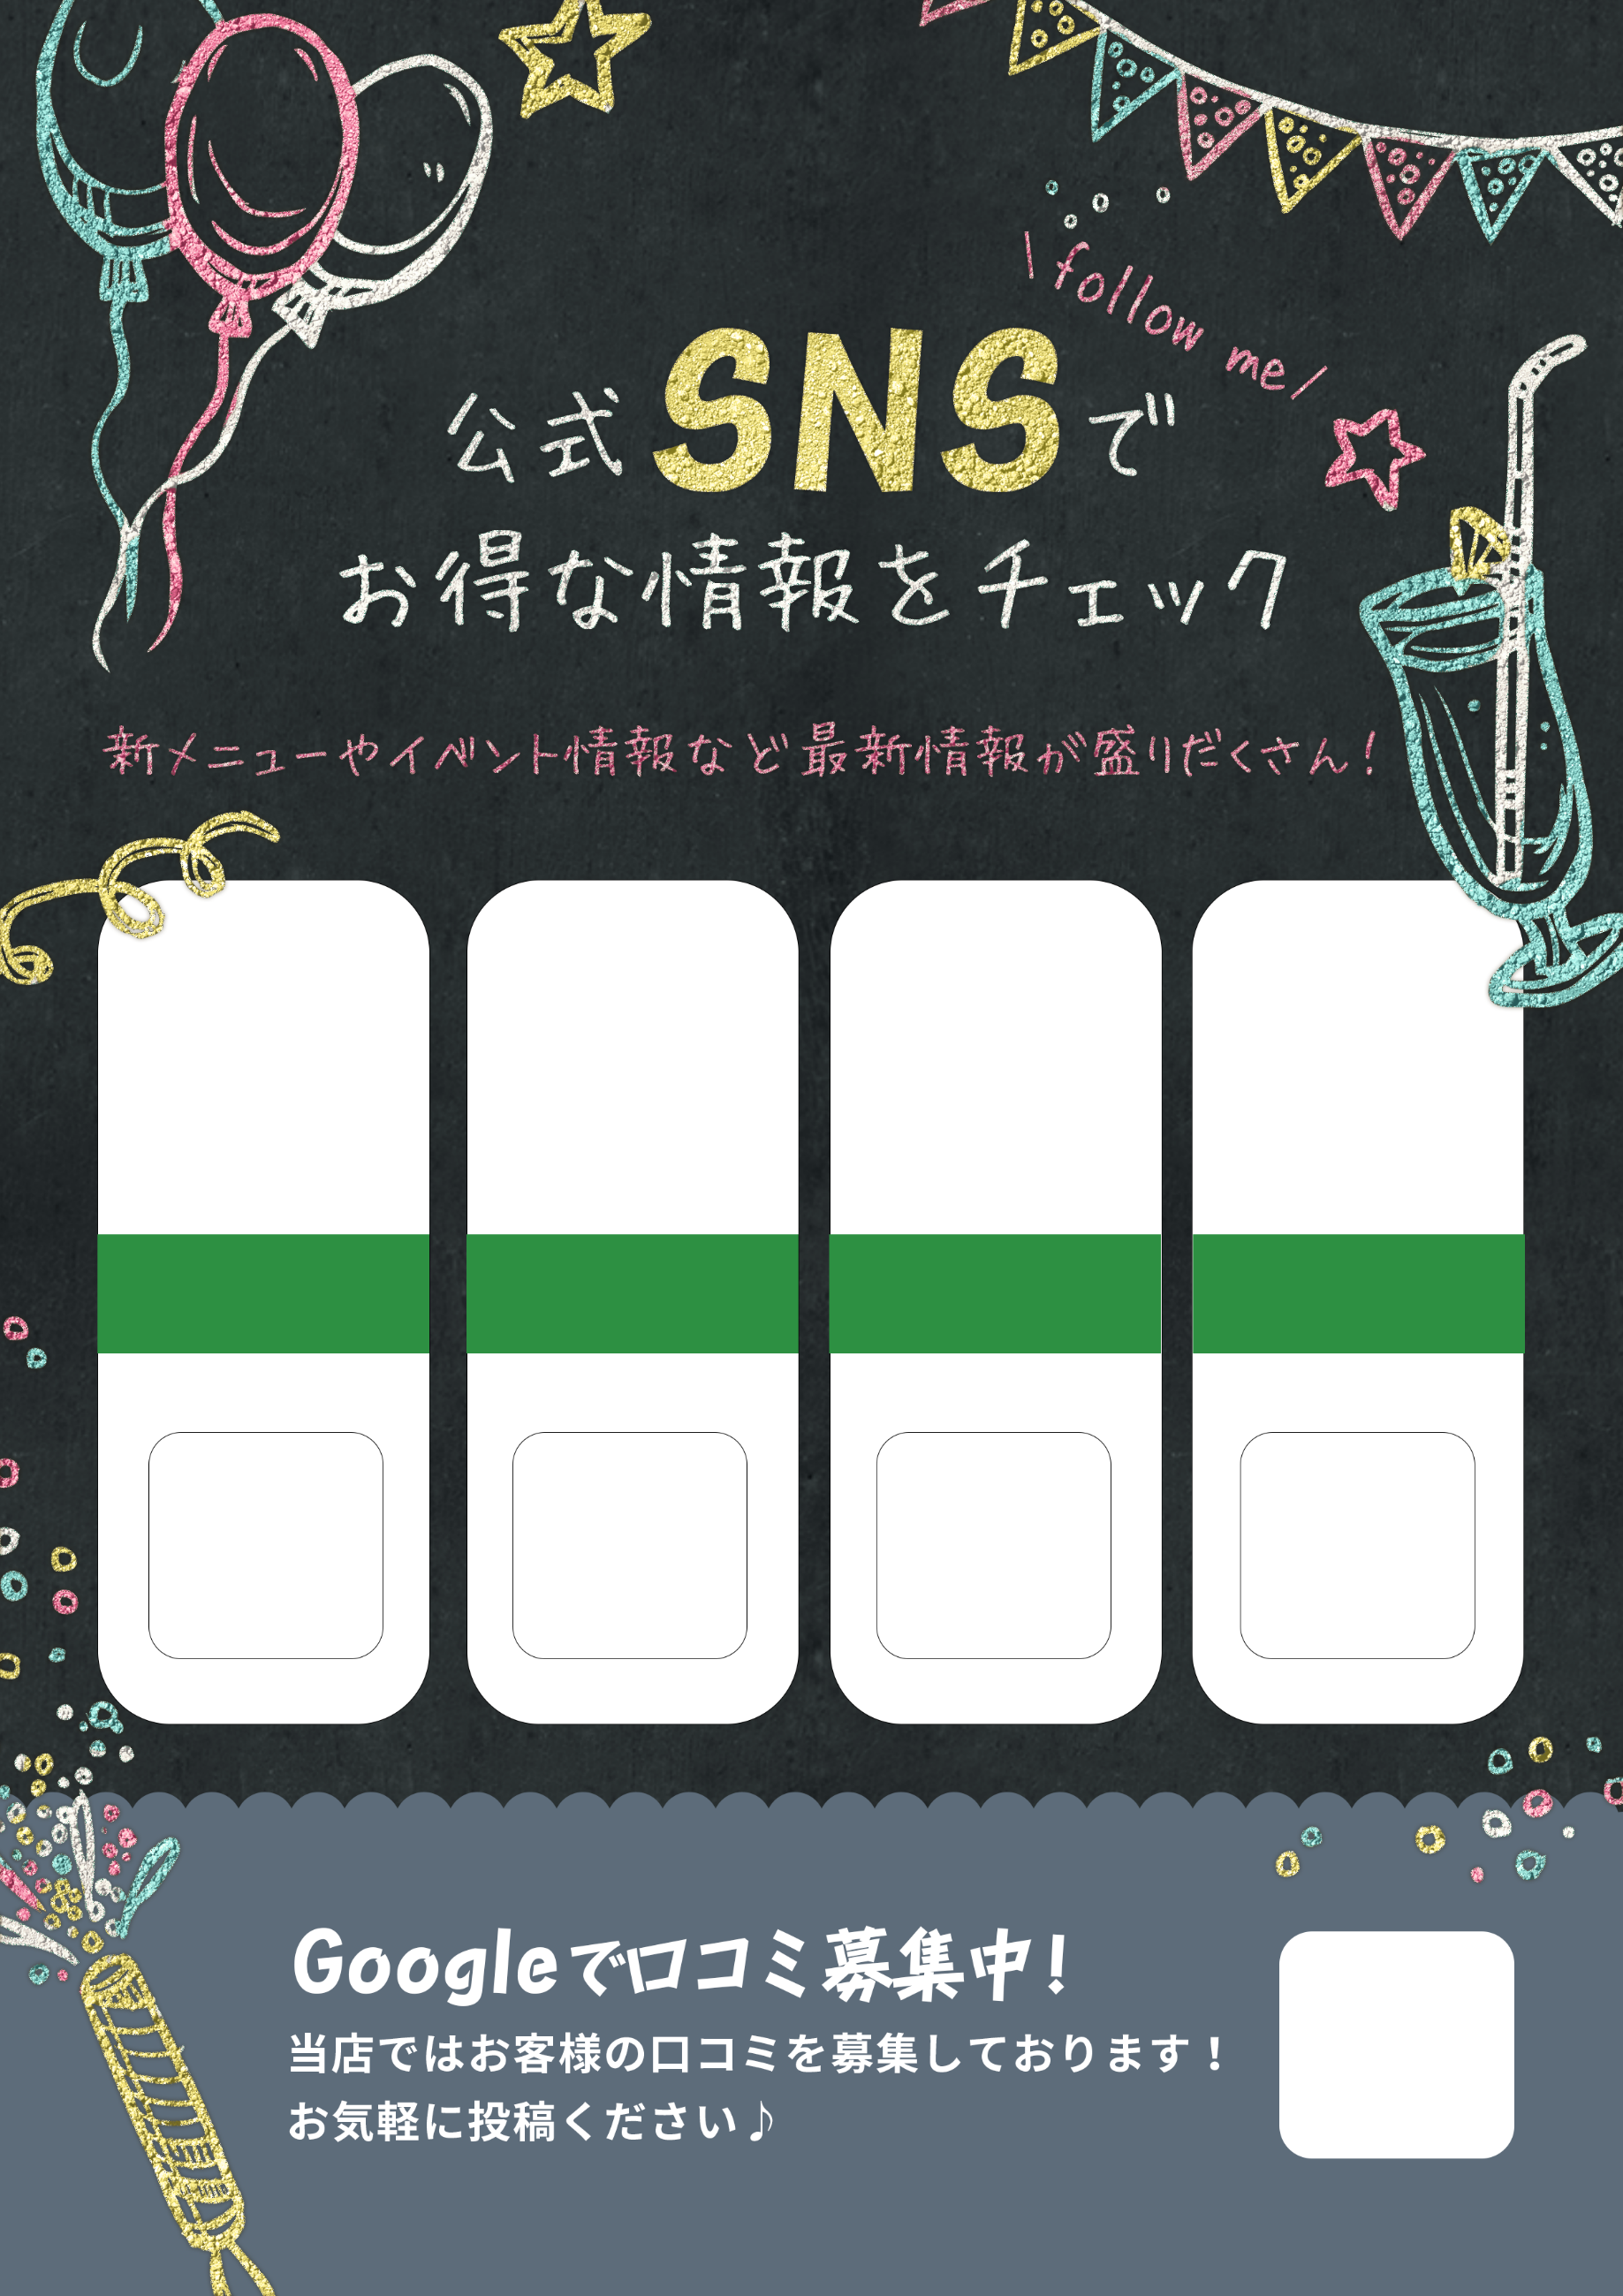 \ follow me /
公式SNSで
お得な情報をチェック
新メニューやイベント情報など最新情報が盛りだくさん!
Googleで口コミ募集中!
当店ではお客様の口コミを募集しております!
お気軽に投稿ください♪